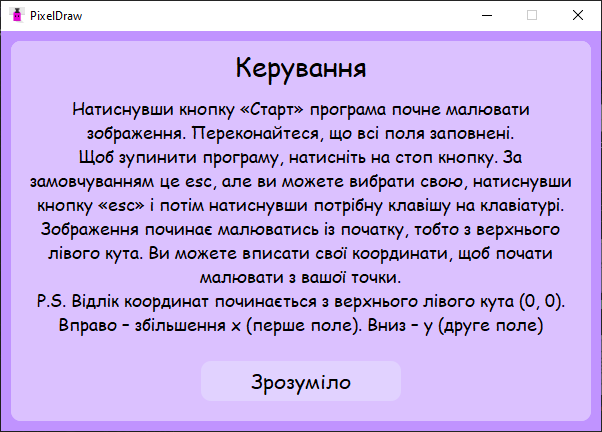 PixelDraw
Керування
Натиснувши кнопку «Старт» програма почне малювати
зображення. Переконайтеся, що всі поля заповнені.
Щоб зупинити програму, натисніть на стоп кнопку. За
замовчуванням це esc, але ви можете вибрати свою, натиснувши
кнопку «esc» і потім натиснувши потрібну клавішу на клавіатурі.
Зображення починає малюватись із початку, тобто з верхнього
лівого кута. Ви можете вписати свої координати, щоб почати
малювати з вашої точки.
P.S. Відлік координат починається з верхнього лівого кута (0, 0).
Вправо – збільшення x (перше поле). Вниз – y (друге поле)
Зрозуміло